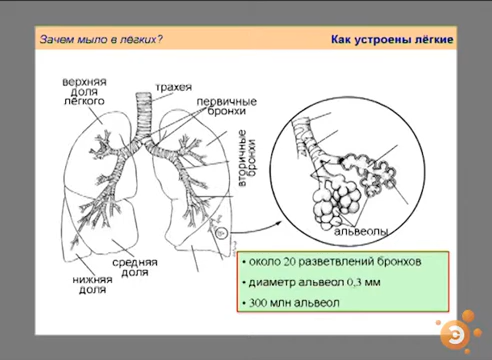 Зачем мыло в лёгких?
Как устроены лёгкие
верхняя
доля
лёгкого
трахея
первичные
бронхи
вторичные
бронхи
альвеолы
средняя
доля
нижняя
доля
• около 20 разветвлений бронхов
• диаметр альвеол 0,3 мм
• 300 млн альвеол
Э